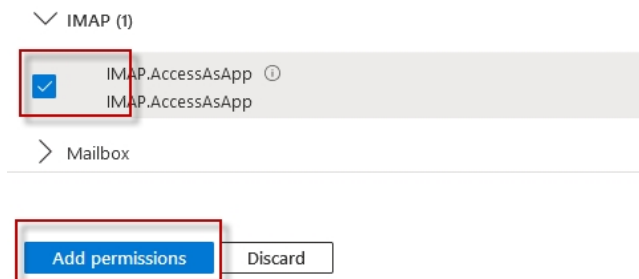 IMAP (1)
IMAP.AccessAsApp
IMAP.AccessAsApp
Mailbox
Add permissions Discard